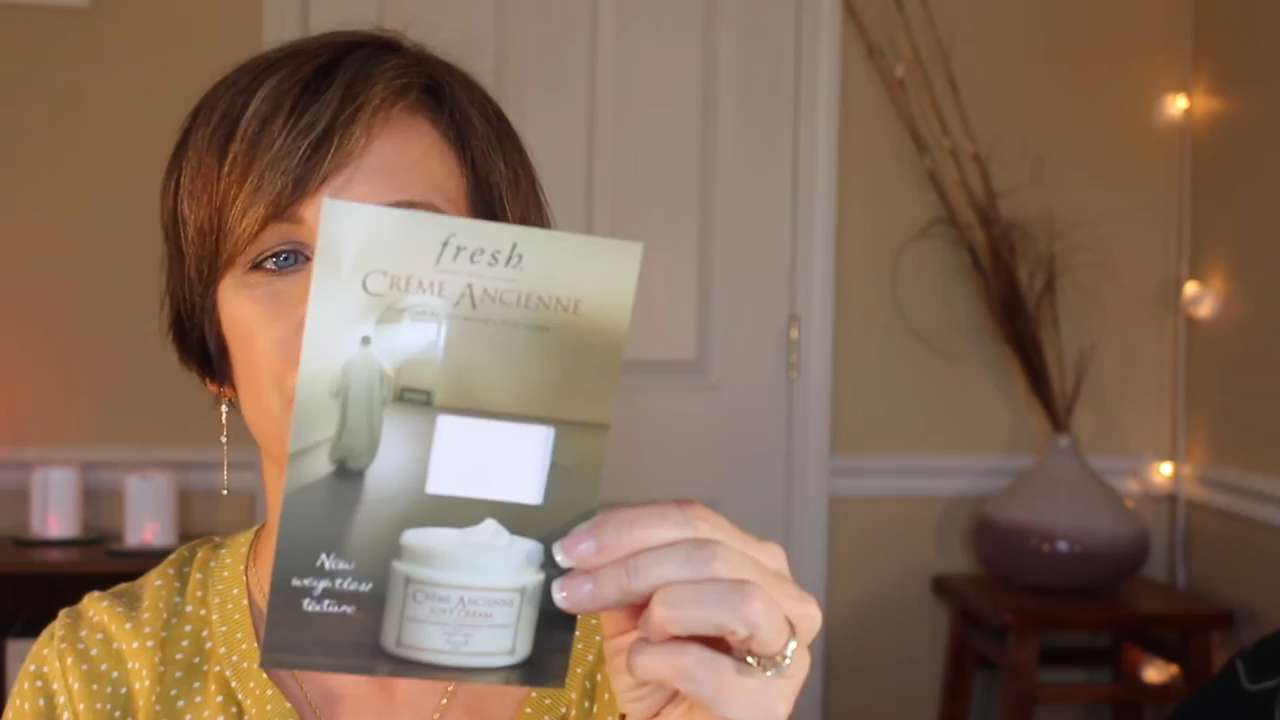 fresh
CRÈME ANCIENNE
New
weightless
texture
CRÈME ANCIENNE
SOFT CREAM